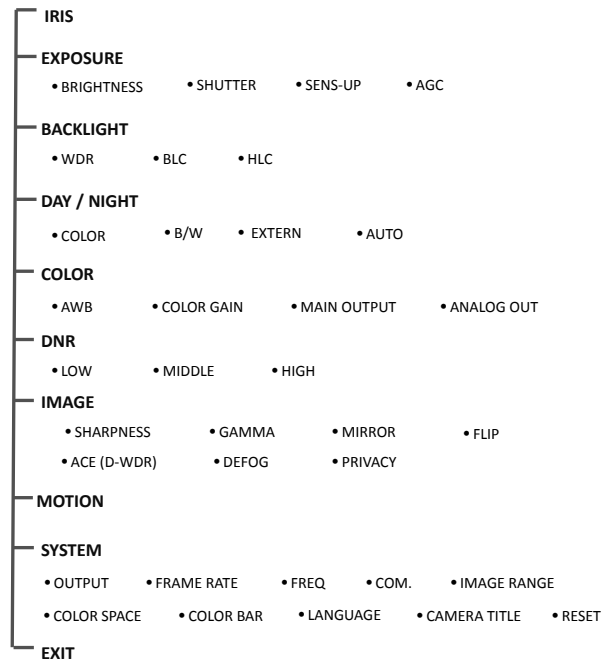 IRIS
EXPOSURE
• BRIGHTNESS • SHUTTER • SENS-UP • AGC
BACKLIGHT
• WDR • BLC • HLC
DAY / NIGHT
• COLOR • B/W • EXTERN • AUTO
COLOR
• AWB • COLOR GAIN • MAIN OUTPUT • ANALOG OUT
DNR
• LOW • MIDDLE • HIGH
IMAGE
• SHARPNESS • GAMMA • MIRROR • FLIP
• ACE (D-WDR) • DEFOG • PRIVACY
MOTION
SYSTEM
• OUTPUT • FRAME RATE • FREQ • COM. • IMAGE RANGE
• COLOR SPACE • COLOR BAR • LANGUAGE • CAMERA TITLE • RESET
EXIT